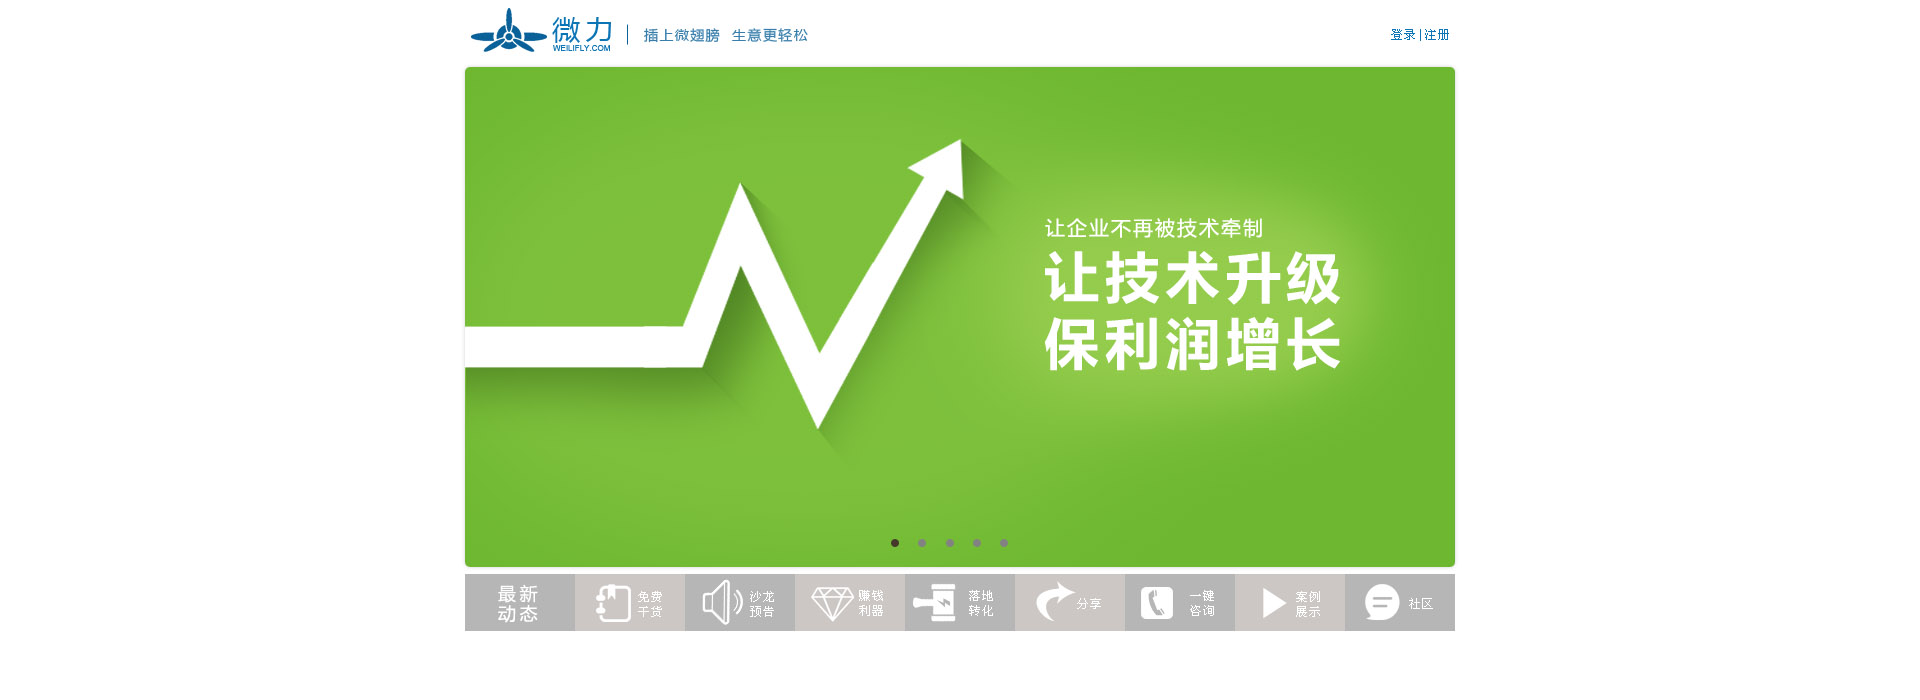 微力
WEILIFLY.COM
插上微翅膀 生意更轻松
登录 | 注册
让企业不再被技术牵制
让技术升级
保利润增长
最新
动态
免费
干货
沙龙
预告
赚钱
利器
落地
转化
分享
一键
咨询
案例
展示
社区